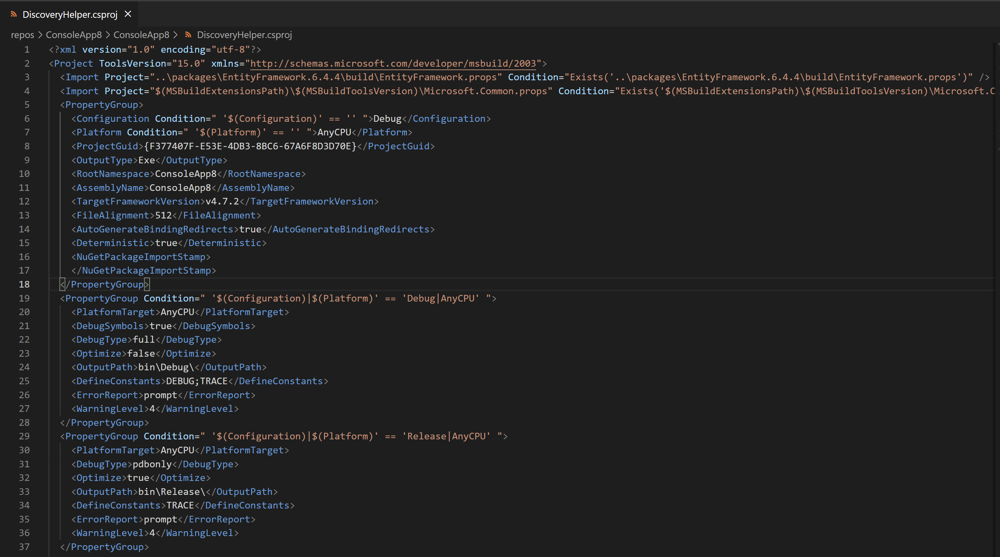 DiscoveryHelper.csproj
repos > ConsoleApp8 > ConsoleApp8 > DiscoveryHelper.csproj
1 <?xml version="1.0" encoding="utf-8"?>
2 <Project ToolsVersion="15.0" xmlns="http://schemas.microsoft.com/developer/msbuild/2003">
3 <Import Project="..\packages\EntityFramework.6.4.4\build\EntityFramework.props" Condition="Exists('..\packages\EntityFramework.6.4.4\build\EntityFramework.props')" />
4 <Import Project="$(MSBuildExtensionsPath)\$(MSBuildToolsVersion)\Microsoft.Common.props" Condition="Exists('$(MSBuildExtensionsPath)\$(MSBuildToolsVersion)\Microsoft.C
5 <PropertyGroup>
6 <Configuration Condition=" '$(Configuration)' == '' ">Debug</Configuration>
7 <Platform Condition=" '$(Platform)' == '' ">AnyCPU</Platform>
8 <ProjectGuid>{F377407F-E53E-4DB3-8BC6-67A6F8D3D70E}</ProjectGuid>
9 <OutputType>Exe</OutputType>
10 <RootNamespace>ConsoleApp8</RootNamespace>
11 <AssemblyName>ConsoleApp8</AssemblyName>
12 <TargetFrameworkVersion>v4.7.2</TargetFrameworkVersion>
13 <FileAlignment>512</FileAlignment>
14 <AutoGenerateBindingRedirects>true</AutoGenerateBindingRedirects>
15 <Deterministic>true</Deterministic>
16 <NuGetPackageImportStamp>
17 </NuGetPackageImportStamp>
18 </PropertyGroup>
19 <PropertyGroup Condition=" '$(Configuration)|$(Platform)' == 'Debug|AnyCPU' ">
20 <PlatformTarget>AnyCPU</PlatformTarget>
21 <DebugSymbols>true</DebugSymbols>
22 <DebugType>full</DebugType>
23 <Optimize>false</Optimize>
24 <OutputPath>bin\Debug\</OutputPath>
25 <DefineConstants>DEBUG;TRACE</DefineConstants>
26 <ErrorReport>prompt</ErrorReport>
27 <WarningLevel>4</WarningLevel>
28 </PropertyGroup>
29 <PropertyGroup Condition=" '$(Configuration)|$(Platform)' == 'Release|AnyCPU' ">
30 <PlatformTarget>AnyCPU</PlatformTarget>
31 <DebugType>pdbonly</DebugType>
32 <Optimize>true</Optimize>
33 <OutputPath>bin\Release\</OutputPath>
34 <DefineConstants>TRACE</DefineConstants>
35 <ErrorReport>prompt</ErrorReport>
36 <WarningLevel>4</WarningLevel>
37 </PropertyGroup>